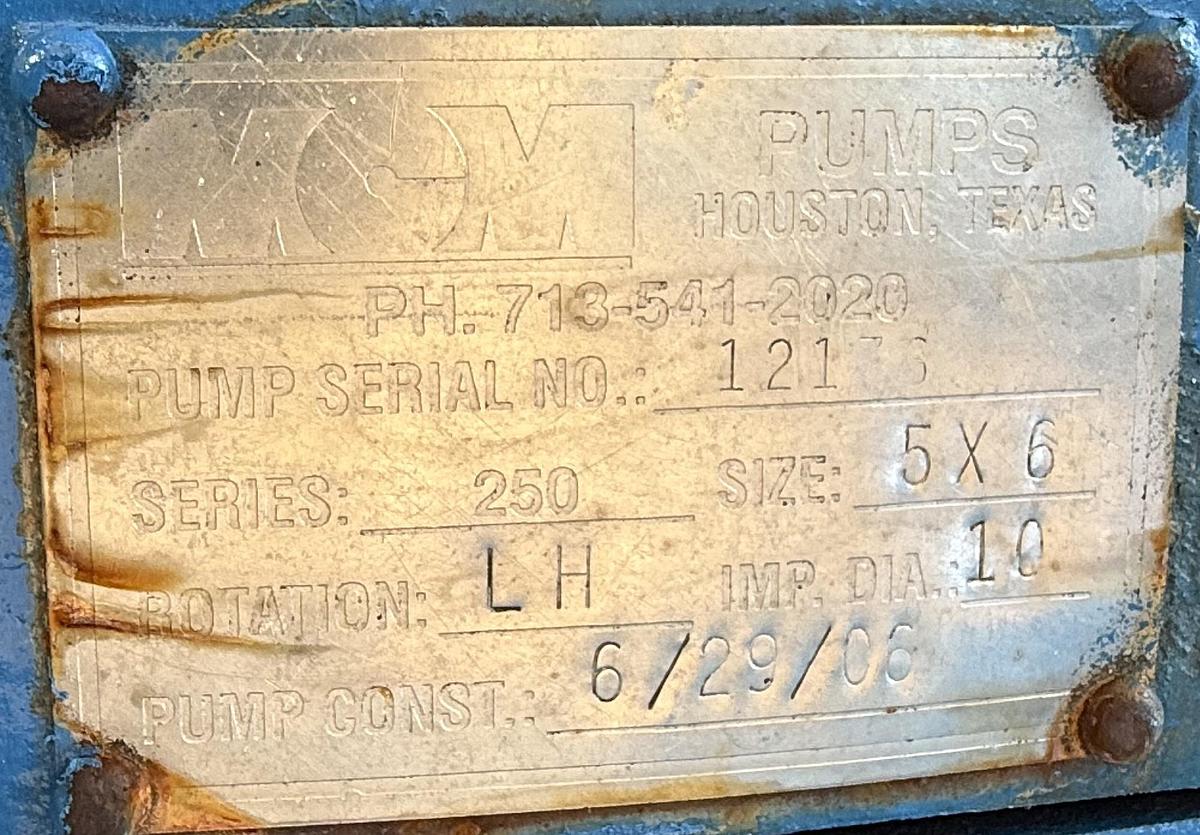 MCM PUMPS
HOUSTON, TEXAS
PH. 713-541-2020
PUMP SERIAL NO.:
SERIES: 250 SIZE: 5 X 6
ROTATION: LH IMP. DIA.: 10
PUMP CONST.: 6/29/06